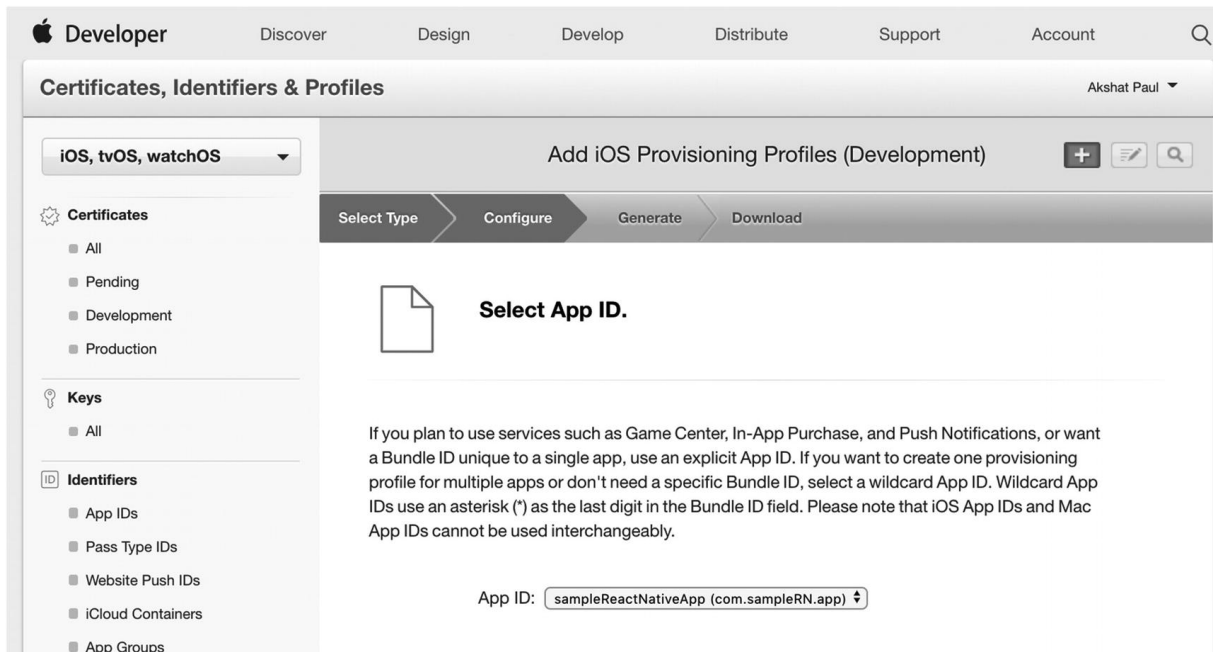 Developer Discover Design Develop Distribute Support Account
Certificates, Identifiers & Profiles Akshat Paul
iOS, tvOS, watchOS
Add iOS Provisioning Profiles (Development)
Certificates
All
Pending
Development
Production
Keys
All
ID Identifiers
App IDs
Pass Type IDs
Website Push IDs
iCloud Containers
App Groups
Select Type Configure Generate Download
Select App ID.
If you plan to use services such as Game Center, In-App Purchase, and Push Notifications, or want
a Bundle ID unique to a single app, use an explicit App ID. If you want to create one provisioning
profile for multiple apps or don't need a specific Bundle ID, select a wildcard App ID. Wildcard App
IDs use an asterisk (*) as the last digit in the Bundle ID field. Please note that iOS App IDs and Mac
App IDs cannot be used interchangeably.
App ID: sampleReactNativeApp (com.sampleRN.app)